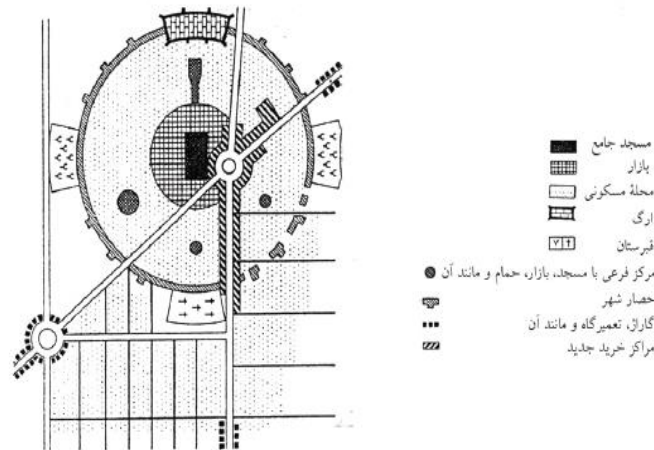 مسجد جامع
بازار
محلهٔ مسکونی
ارگ
قبرستان
مرکز فرعی با مسجد، بازار، حمام و مانند آن
حصار شهر
گاراژ، تعمیرگاه و مانند آن
مراکز خرید جدید